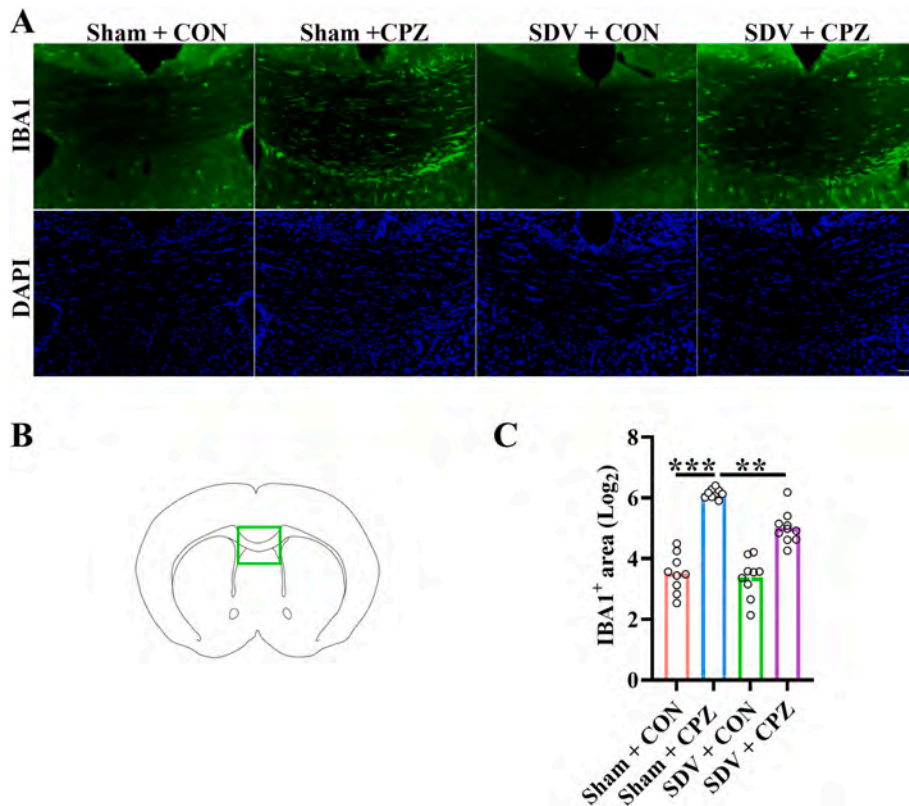 A
Sham + CON
Sham +CPZ
SDV + CON
SDV + CPZ
IBA1
DAPI
B
C
IBA1⁺ area (Log₂)
8
6
4
2
0
*** **
Sham + CON
Sham + CPZ
SDV + CON
SDV + CPZ